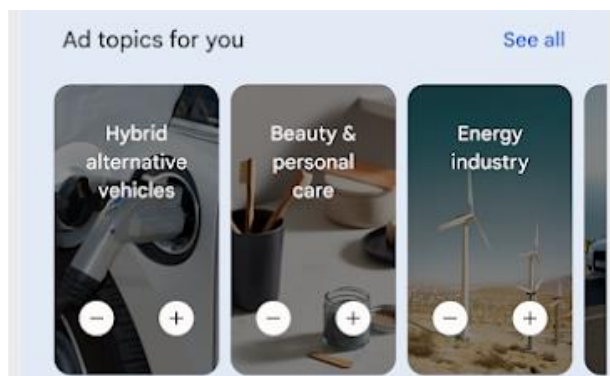 Ad topics for you
See all
Hybrid
alternative
vehicles
Beauty &
personal
care
Energy
industry